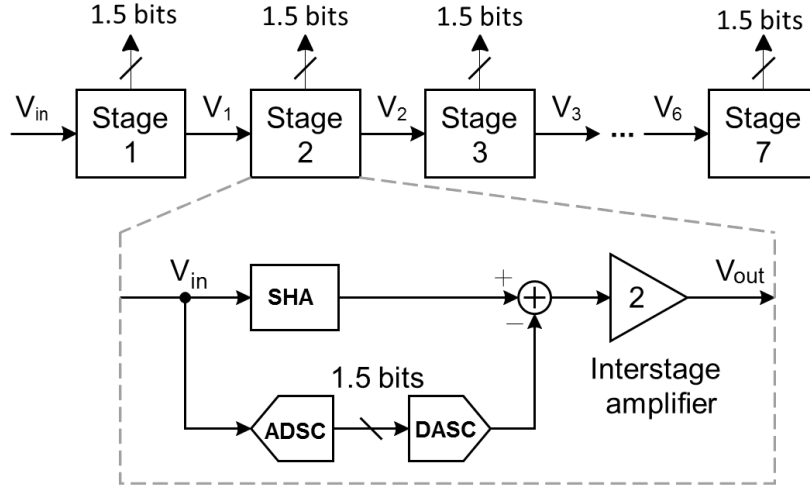 1.5 bits 1.5 bits 1.5 bits 1.5 bits
Vin Stage 1 V1 Stage 2 V2 Stage 3 V3 ... V6 Stage 7
Vin SHA + + 2 Vout
−
1.5 bits
ADSC DASC
Interstage
amplifier